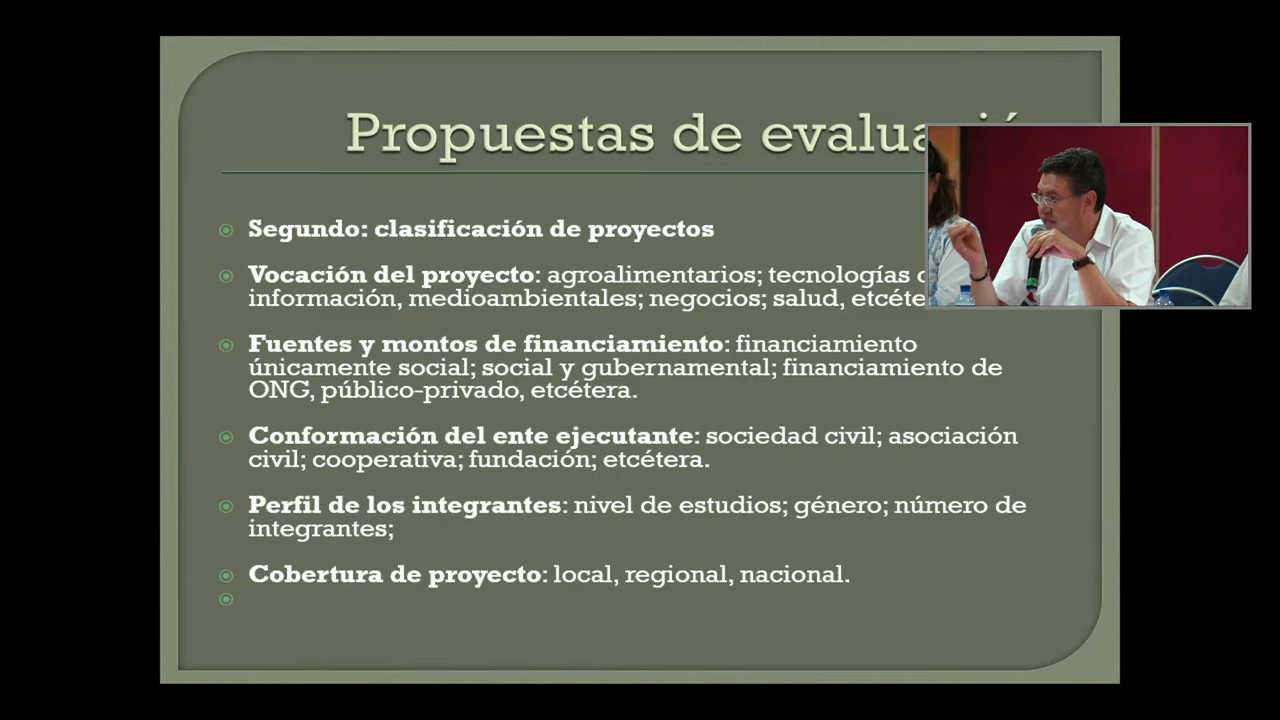 Propuestas de
Segundo: clasificación de proyectos
Vocación del proyecto: agroalimentarios; tecnologías
información, medioambientales; negocios; salud,
Fuentes y montos de financiamiento: financiamiento
únicamente social; social y gubernamental; financiamiento de
ONG, público-privado, etcétera.
Conformación del ente ejecutante: sociedad civil; asociación
civil; cooperativa; fundación; etcétera.
Perfil de los integrantes: nivel de estudios; género; número de
integrantes;
Cobertura de proyecto: local, regional, nacional.